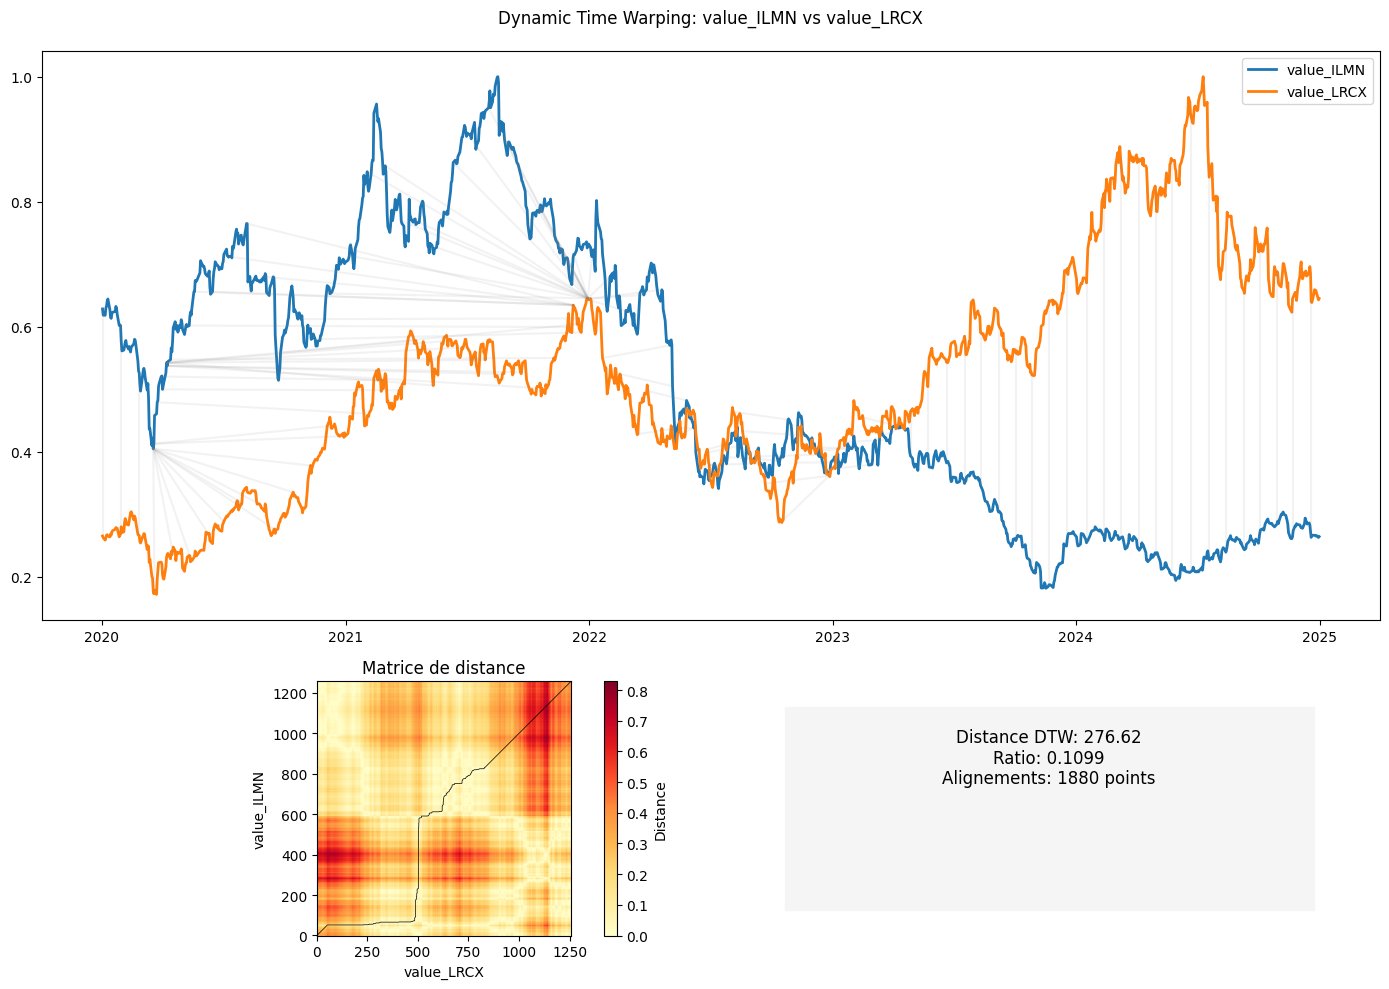 Dynamic Time Warping: value_ILMN vs value_LRCX
value_ILMN
value_LRCX
1.0
0.8
0.6
0.4
0.2
2020 2021 2022 2023 2024 2025
Matrice de distance
value_ILMN
1200
1000
800
600
400
200
0
0 250 500 750 1000 1250
value_LRCX
0.8
0.7
0.6
0.5
0.4
0.3
0.2
0.1
0.0
Distance
Distance DTW: 276.62
Ratio: 0.1099
Alignements: 1880 points